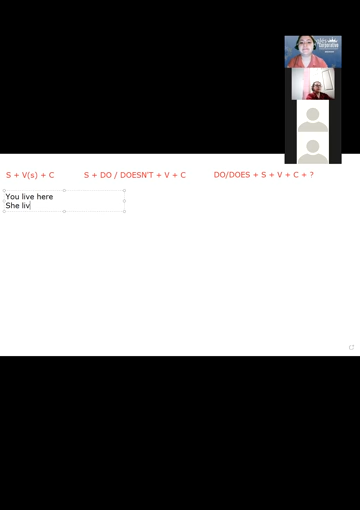 S + V(s) + C
S + DO / DOESN'T + V + C
DO/DOES + S + V + C + ?
You live here
She liv